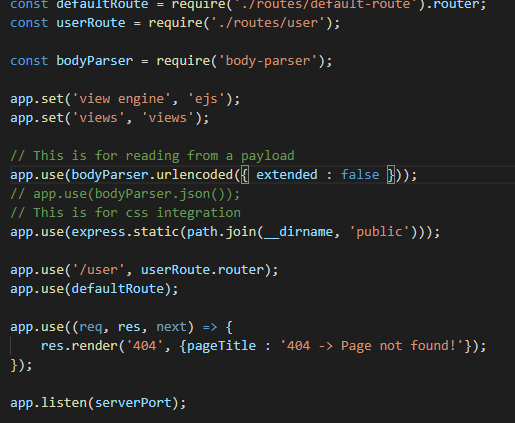 const defaultRoute = require('./routes/default-route').router;
const userRoute = require('./routes/user');
const bodyParser = require('body-parser');
app.set('view engine', 'ejs');
app.set('views', 'views');
// This is for reading from a payload
app.use(bodyParser.urlencoded({ extended : false }));
// app.use(bodyParser.json());
// This is for css integration
app.use(express.static(path.join(__dirname, 'public')));
app.use('/user', userRoute.router);
app.use(defaultRoute);
app.use((req, res, next) => {
    res.render('404', {pageTitle : '404 -> Page not found!'});
});
app.listen(serverPort);